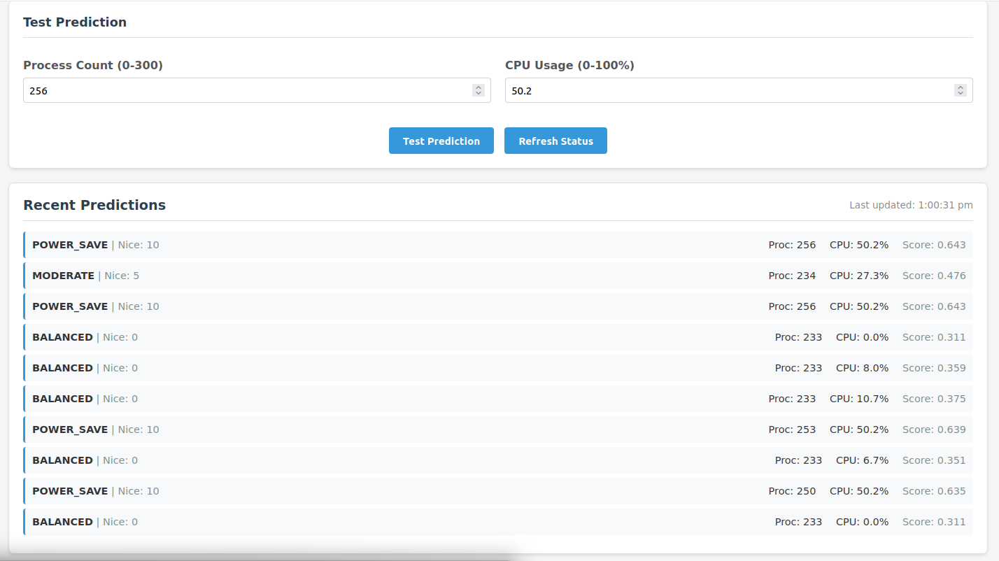 Test Prediction
Process Count (0-300) CPU Usage (0-100%)
256 50.2
Test Prediction Refresh Status
Recent Predictions Last updated: 1:00:31 pm
POWER_SAVE | Nice: 10 Proc: 256 CPU: 50.2% Score: 0.643
MODERATE | Nice: 5 Proc: 234 CPU: 27.3% Score: 0.476
POWER_SAVE | Nice: 10 Proc: 256 CPU: 50.2% Score: 0.643
BALANCED | Nice: 0 Proc: 233 CPU: 0.0% Score: 0.311
BALANCED | Nice: 0 Proc: 233 CPU: 8.0% Score: 0.359
BALANCED | Nice: 0 Proc: 233 CPU: 10.7% Score: 0.375
POWER_SAVE | Nice: 10 Proc: 253 CPU: 50.2% Score: 0.639
BALANCED | Nice: 0 Proc: 233 CPU: 6.7% Score: 0.351
POWER_SAVE | Nice: 10 Proc: 250 CPU: 50.2% Score: 0.635
BALANCED | Nice: 0 Proc: 233 CPU: 0.0% Score: 0.311